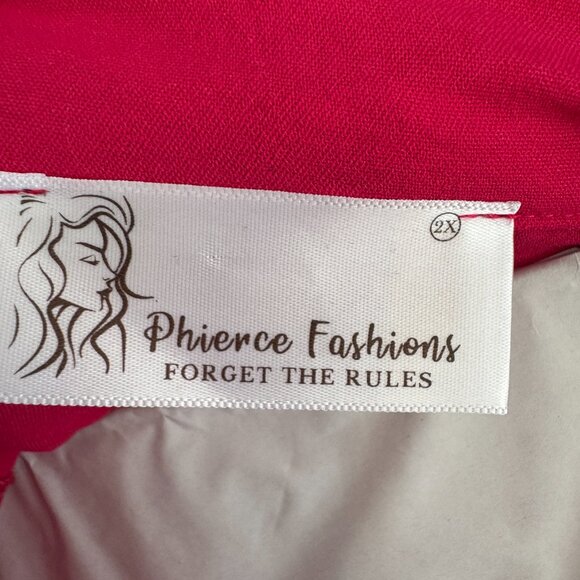 2X
Phierce Fashions
FORGET THE RULES